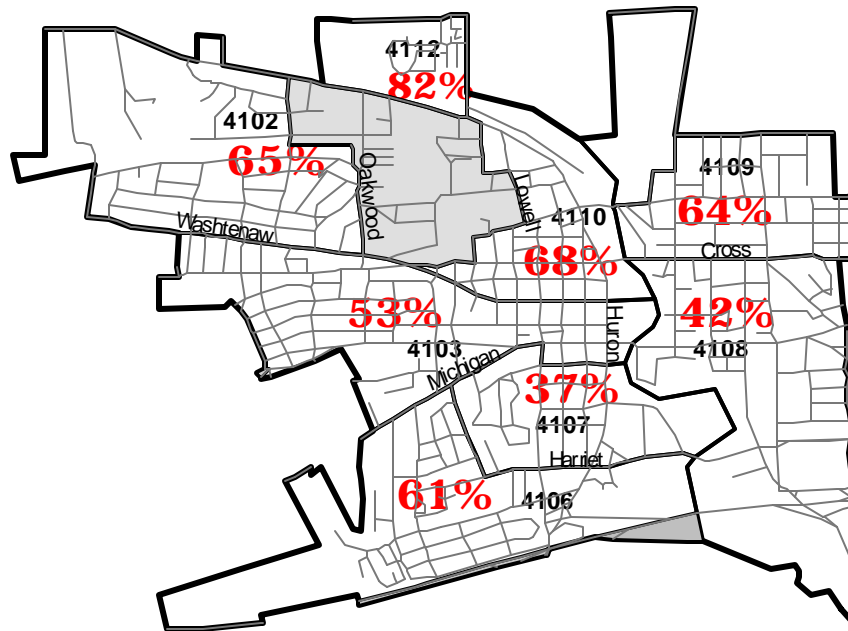 4112
82%
4102
65%
Oakwood
Lowell
4109
64%
Washtenaw
4110
68%
Cross
53%
4103
Michigan
Huron
42%
4108
37%
4107
Harriet
61%
4106